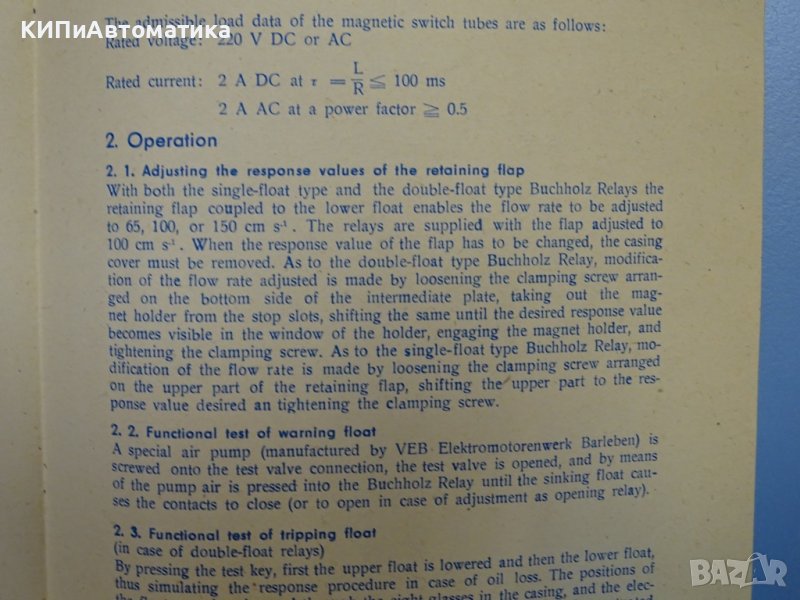 The admissible load data of the magnetic switch tubes are as follows:
КИПиАвтоматика
Rated voltage: 220 V DC or AC
Rated current: 2 A DC at τ = L/R ≦ 100 ms
2 A AC at a power factor ≧ 0.5
2. Operation
2. 1. Adjusting the response values of the retaining flap
With both the single-float type and the double-float type Buchholz Relays the
retaining flap coupled to the lower float enables the flow rate to be adjusted
to 65, 100, or 150 cm s⁻¹. The relays are supplied with the flap adjusted to
100 cm s⁻¹. When the response value of the flap has to be changed, the casing
cover must be removed. As to the double-float type Buchholz Relay, modifica-
tion of the flow rate adjusted is made by loosening the clamping screw arran-
ged on the bottom side of the intermediate plate, taking out the mag-
net holder from the stop slots, shifting the same until the desired response value
becomes visible in the window of the holder, engaging the magnet holder, and
tightening the clamping screw. As to the single-float type Buchholz Relay, mo-
dification of the flow rate is made by loosening the clamping screw arranged
on the upper part of the retaining flap, shifting the upper part to the res-
ponse value desired an tightening the clamping screw.
2. 2. Functional test of warning float
A special air pump (manufactured by VEB Elektromotorenwerk Barleben) is
screwed onto the test valve connection, the test valve is opened, and by means
of the pump air is pressed into the Buchholz Relay until the sinking float cau-
ses the contacts to close (or to open in case of adjustment as opening relay).
2. 3. Functional test of tripping float
(in case of double-float relays)
By pressing the test key, first the upper float is lowered and then the lower float,
thus simulating the response procedure in case of oil loss. The positions of
glasses in the casing, and the elec-
BAZAR